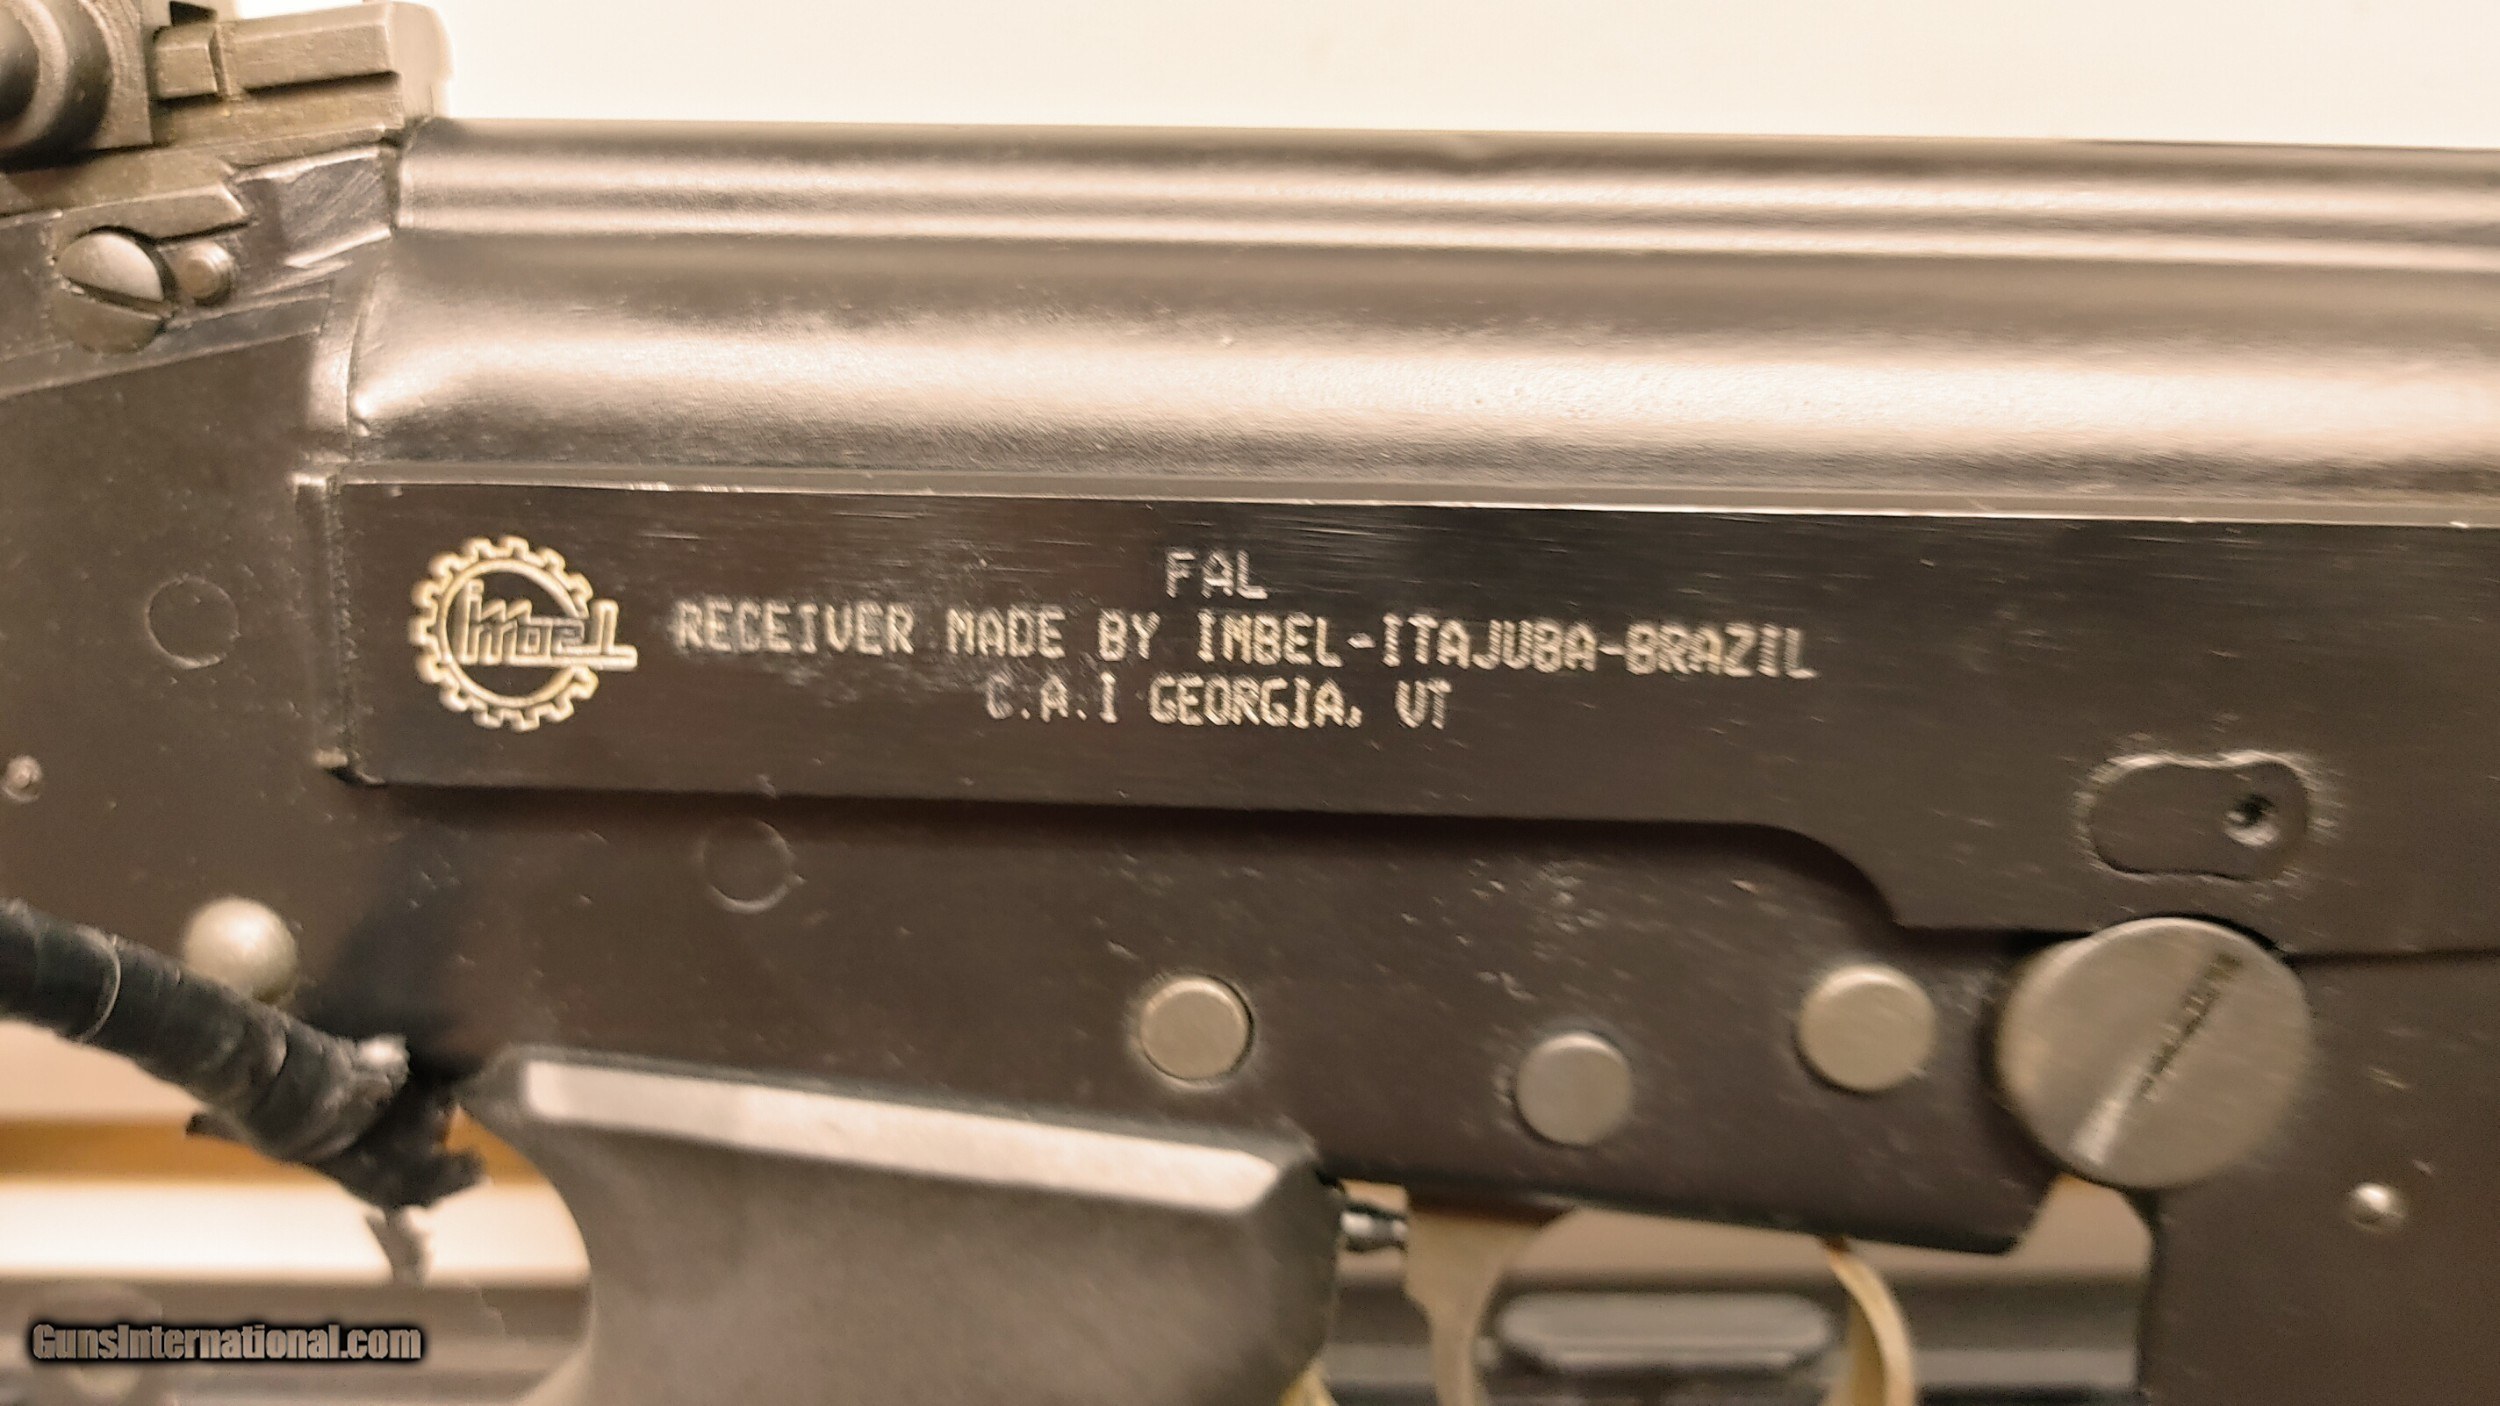 FAL
imbel
RECEIVER MADE BY IMBEL-ITAJUBA-BRAZIL
C.A.I GEORGIA, VT
GunsInternational.com